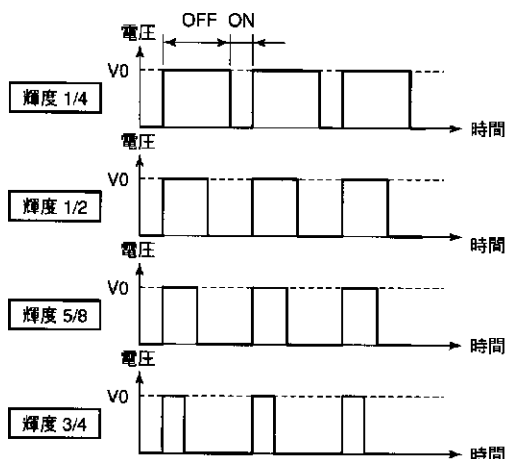 OFF ON
電圧
V0
輝度 1/4
時間
電圧
V0
輝度 1/2
時間
電圧
V0
輝度 5/8
時間
電圧
V0
輝度 3/4
時間